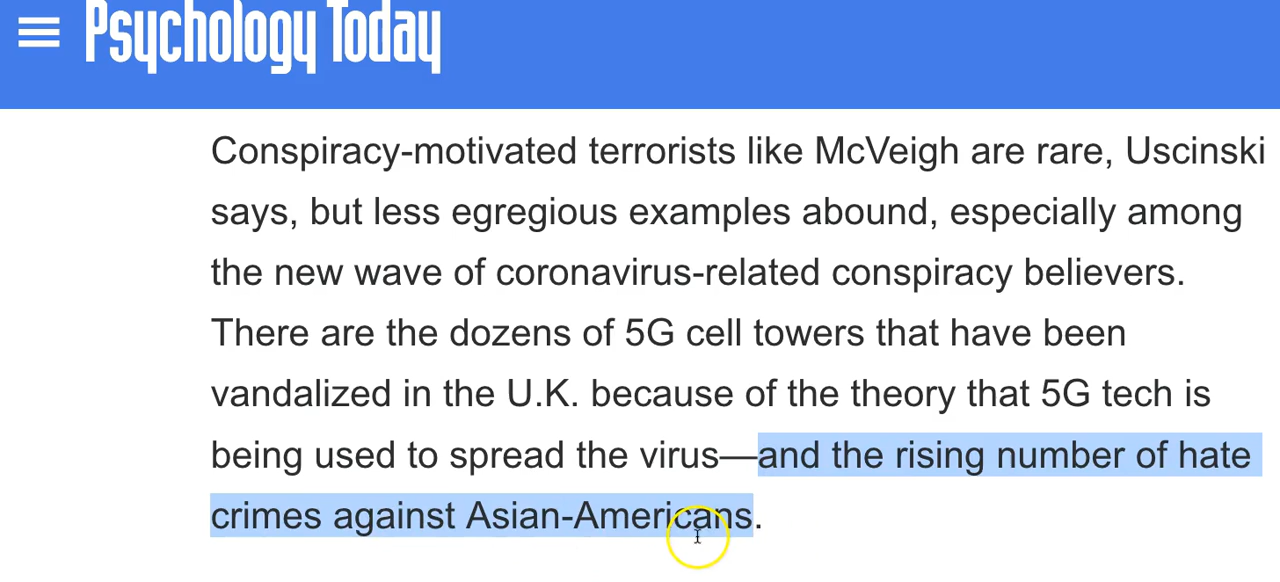 Psychology Today
Conspiracy-motivated terrorists like McVeigh are rare, Uscinski
says, but less egregious examples abound, especially among
the new wave of coronavirus-related conspiracy believers.
There are the dozens of 5G cell towers that have been
vandalized in the U.K. because of the theory that 5G tech is
being used to spread the virus—and the rising number of hate
crimes against Asian-Americans.